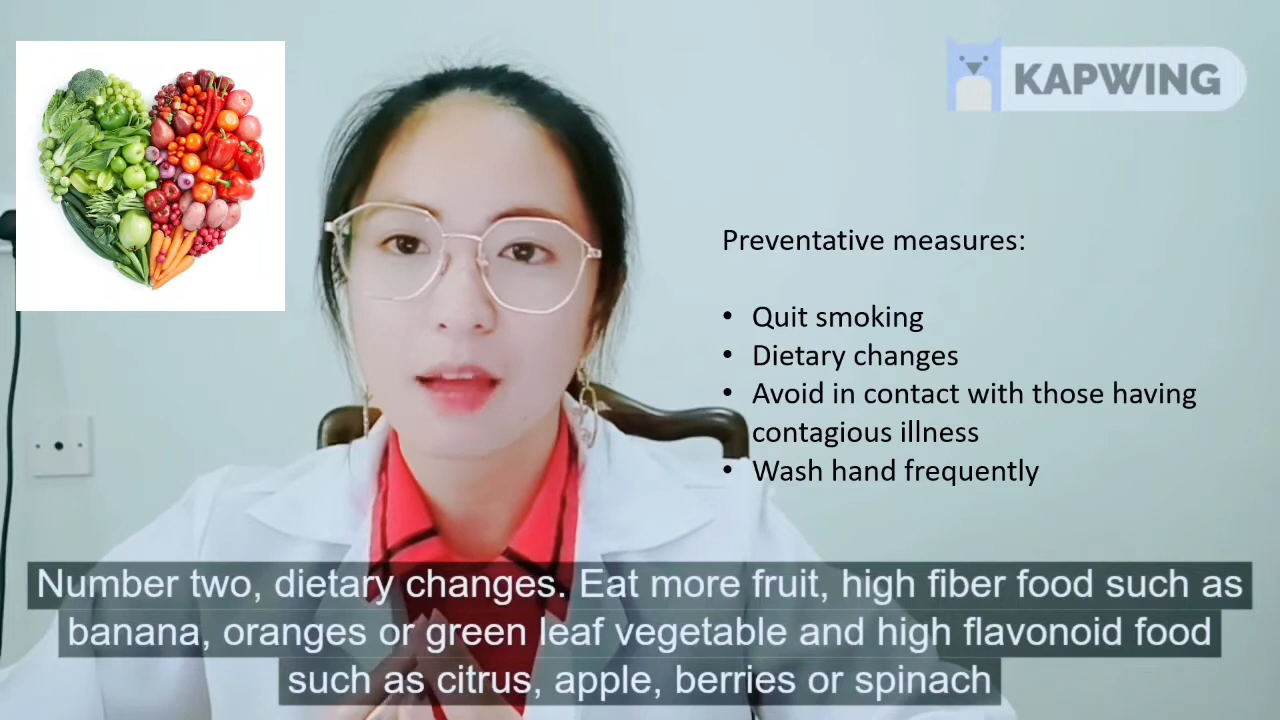 KAPWING
Preventative measures:
• Quit smoking
• Dietary changes
• Avoid in contact with those having
contagious illness
• Wash hand frequently
Number two, dietary changes. Eat more fruit, high fiber food such as
banana, oranges or green leaf vegetable and high flavonoid food
such as citrus, apple, berries or spinach